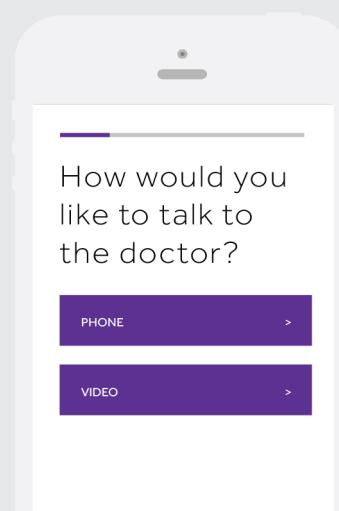 How would you
like to talk to
the doctor?
PHONE >
VIDEO >